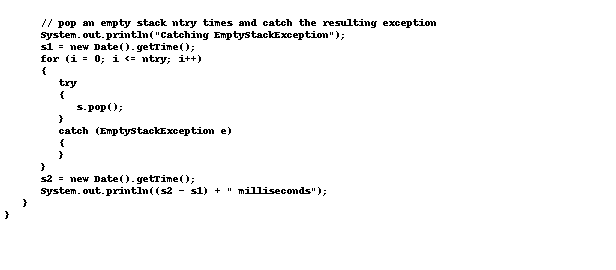 // pop an empty stack ntry times and catch the resulting exception
System.out.println("Catching EmptyStackException");
s1 = new Date().getTime();
for (i = 0; i <= ntry; i++)
{
try
{
s.pop();
}
catch (EmptyStackException e)
{
}
}
s2 = new Date().getTime();
System.out.println((s2 - s1) + " milliseconds");
}
}